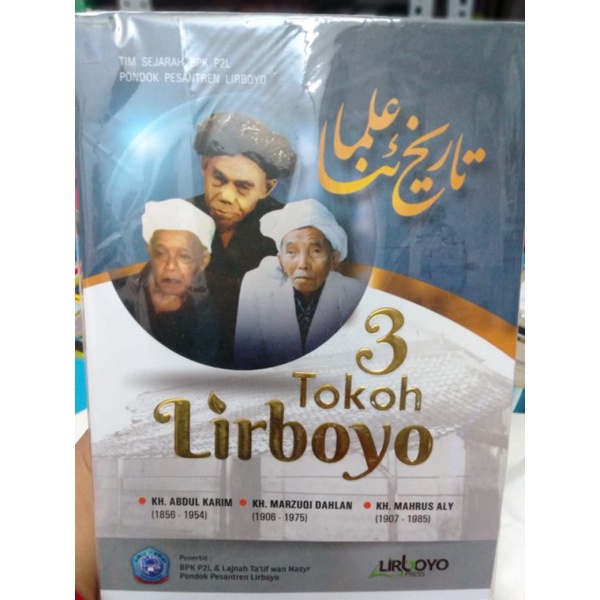 TIM SEJARAH BPK P2L
PONDOK PESANTREN LIRBOYO
تاريخ علمائنا
3
Tokoh
Lirboyo
KH. ABDUL KARIM
(1856 - 1954)
KH. MARZUQI DAHLAN
(1906 - 1975)
KH. MAHRUS ALY
(1907 - 1985)
Penerbit :
BPK P2L & Lajnah Ta'lif wan Nasyr
Pondok Pesantren Lirboyo
LIRBOYO
PRESS